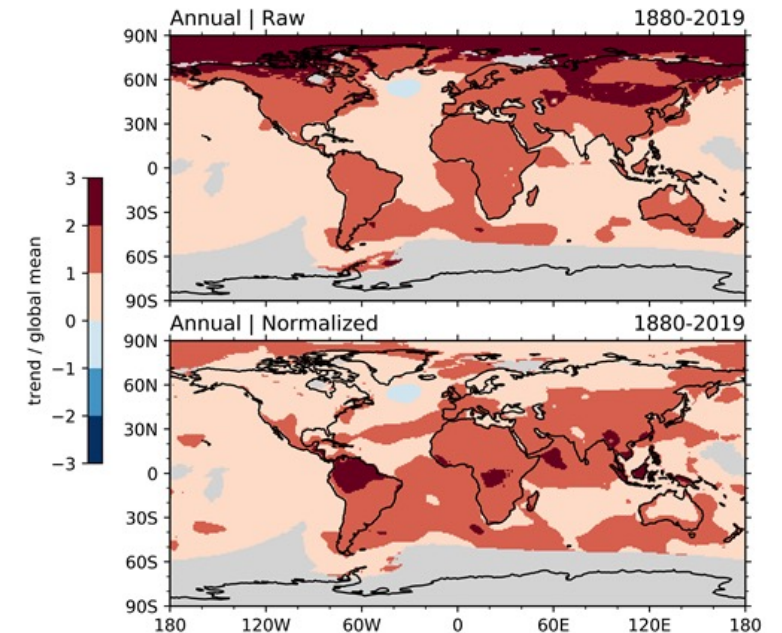 Annual | Raw 1880-2019
90N
60N
30N
0
30S
60S
90S
trend / global mean
3
2
1
0
−1
−2
−3
Annual | Normalized 1880-2019
90N
60N
30N
0
30S
60S
90S
180 120W 60W 0 60E 120E 180